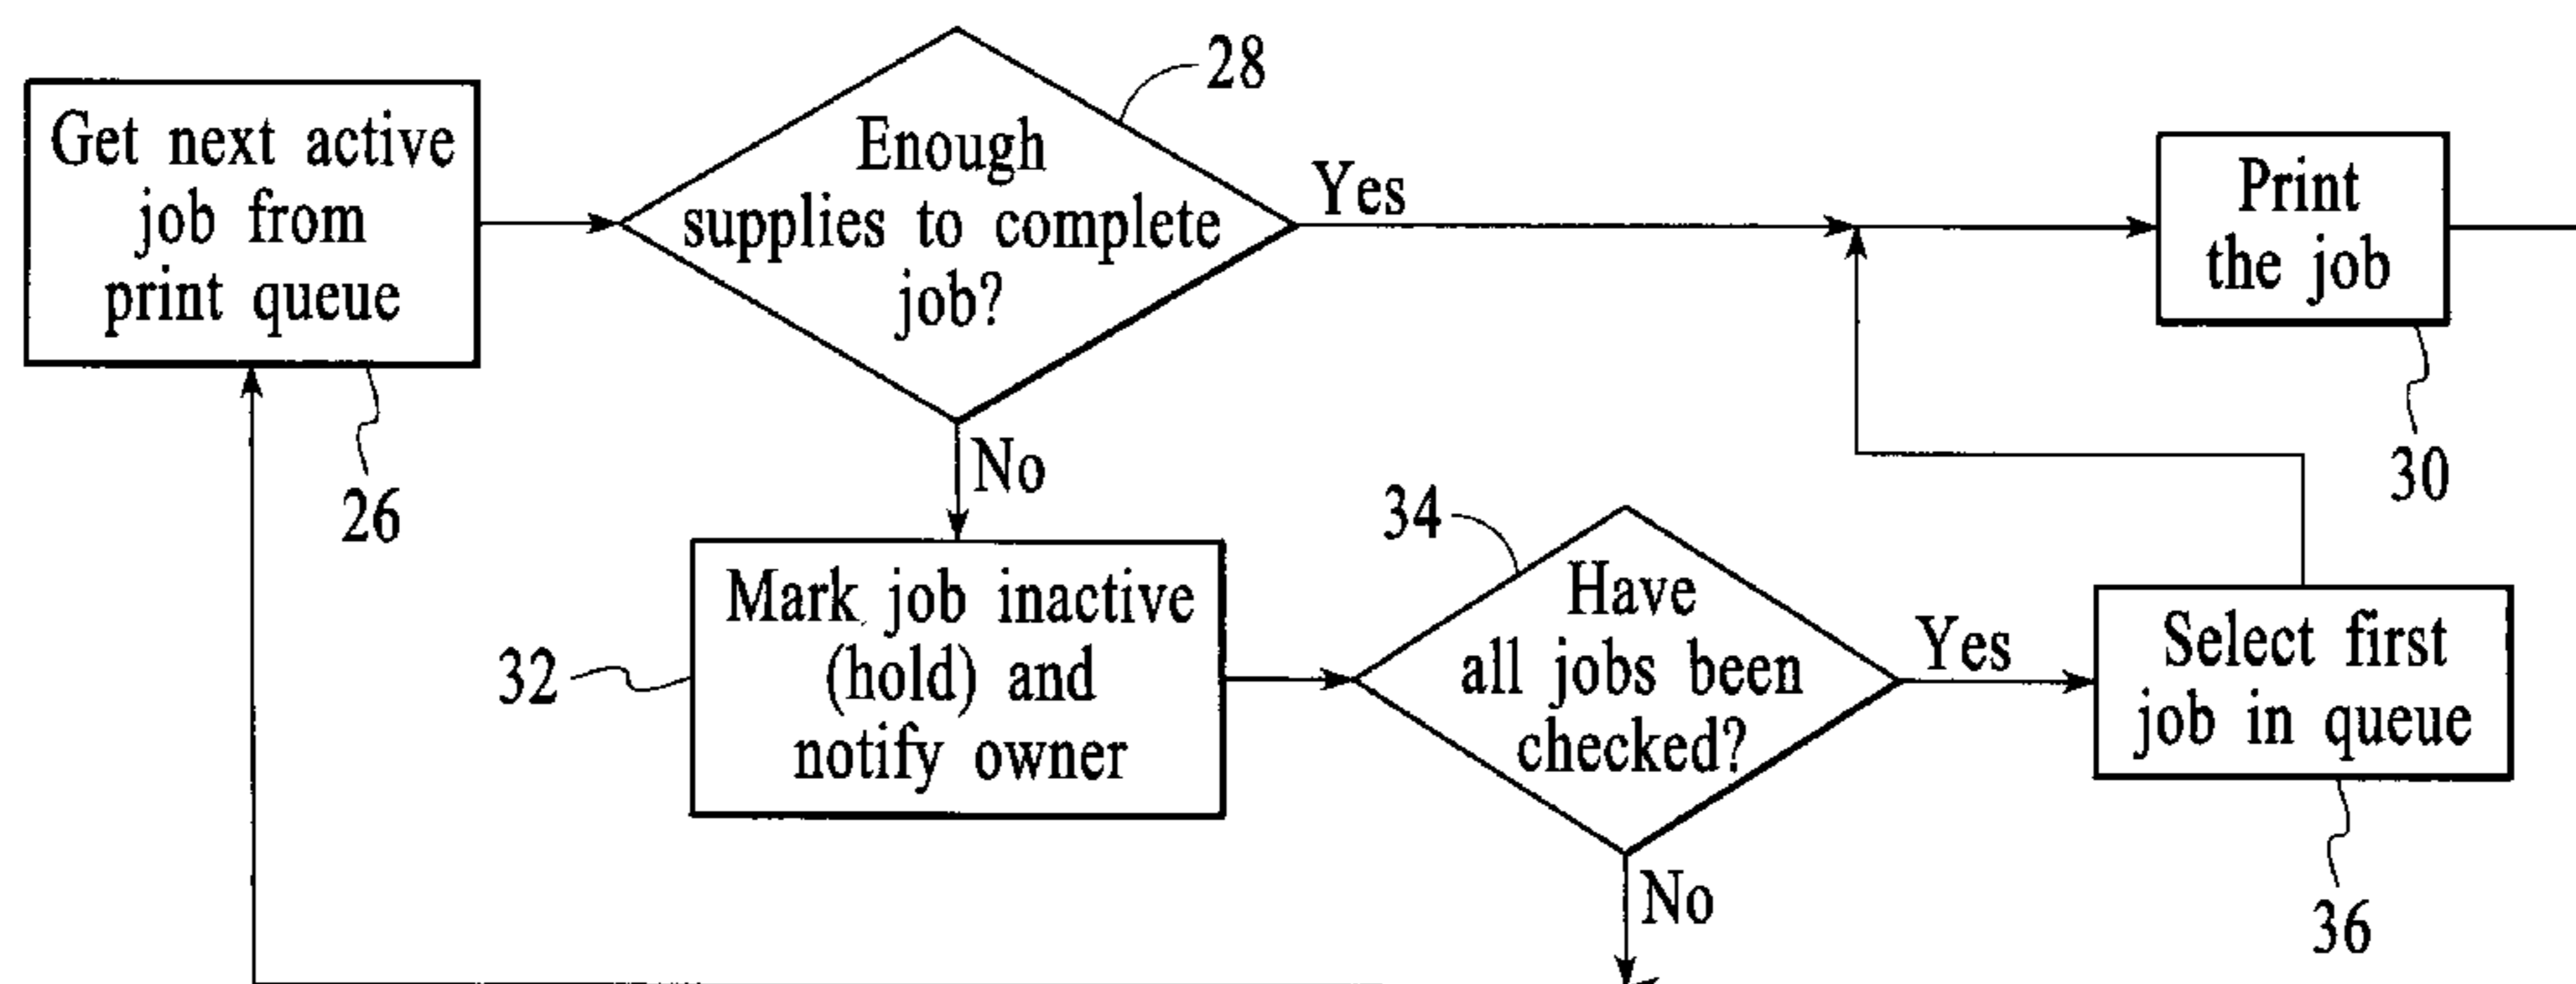 28
Get next active
job from
print queue
Enough
supplies to complete
job?
Yes
Print
the job
26
No
30
34
32
Mark job inactive
(hold) and
notify owner
Have
all jobs been
checked?
Yes
Select first
job in queue
No
36